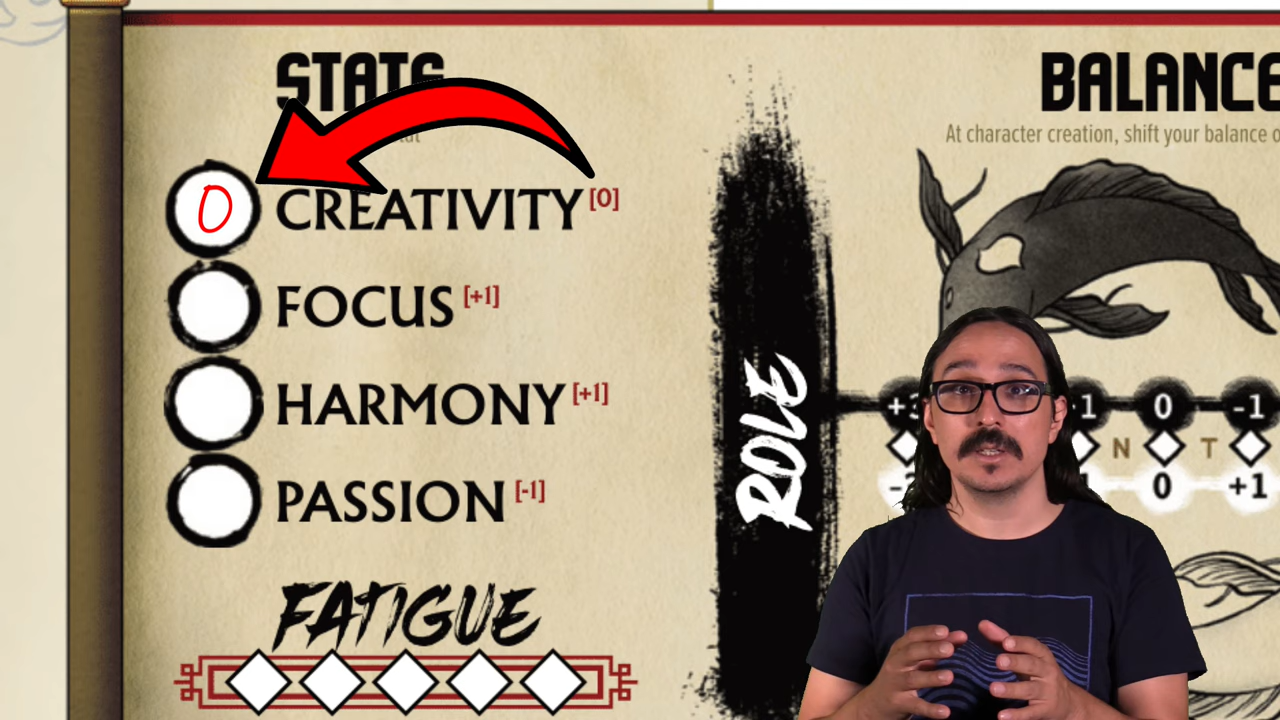 STATS
BALANCE
At character creation, shift your balance
0 CREATIVITY [0]
FOCUS [+1]
HARMONY [+1]
PASSION [-1]
ROLE
0 -1
N T
0 +1
FATIGUE